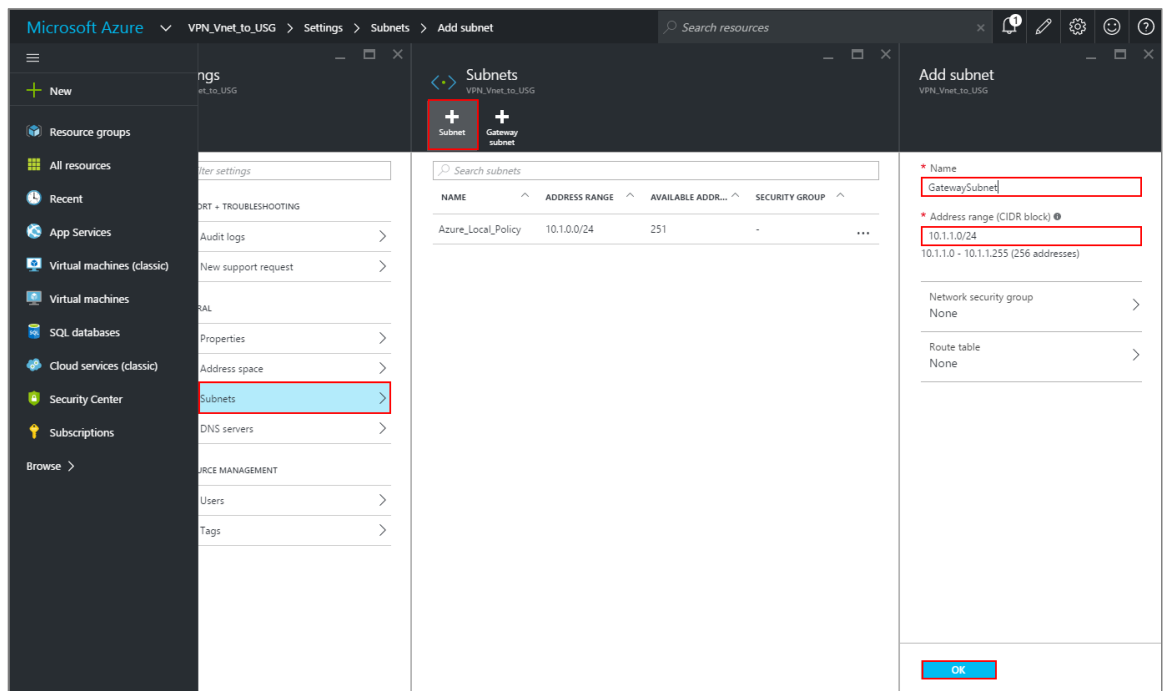 Microsoft Azure VPN_Vnet_to_USG > Settings > Subnets > Add subnet Search resources 1
New
Resource groups
All resources
Recent
App Services
Virtual machines (classic)
Virtual machines
SQL databases
Cloud services (classic)
Security Center
Subscriptions
Browse >
ngs
et_to_USG
lter settings
ORT + TROUBLESHOOTING
Audit logs
New support request
RAL
Properties
Address space
Subnets
DNS servers
URCE MANAGEMENT
Users
Tags
Subnets
VPN_Vnet_to_USG
Subnet
Gateway
subnet
Search subnets
NAME ADDRESS RANGE AVAILABLE ADDR... SECURITY GROUP
Azure_Local_Policy 10.1.0.0/24 251 - ...
Add subnet
VPN_Vnet_to_USG
* Name
GatewaySubnet
* Address range (CIDR block)
10.1.1.0/24
10.1.1.0 - 10.1.1.255 (256 addresses)
Network security group
None
Route table
None
OK